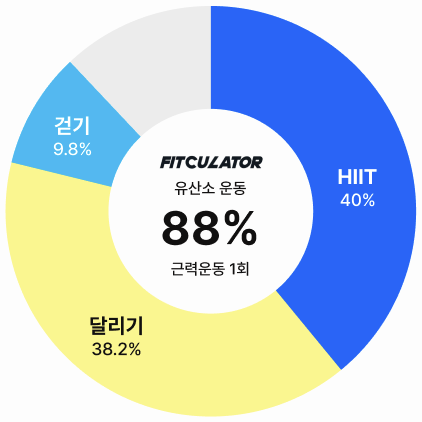 걷기
9.8%
HIIT
40%
FITCULATOR
유산소 운동
88%
근력운동 1회
달리기
38.2%